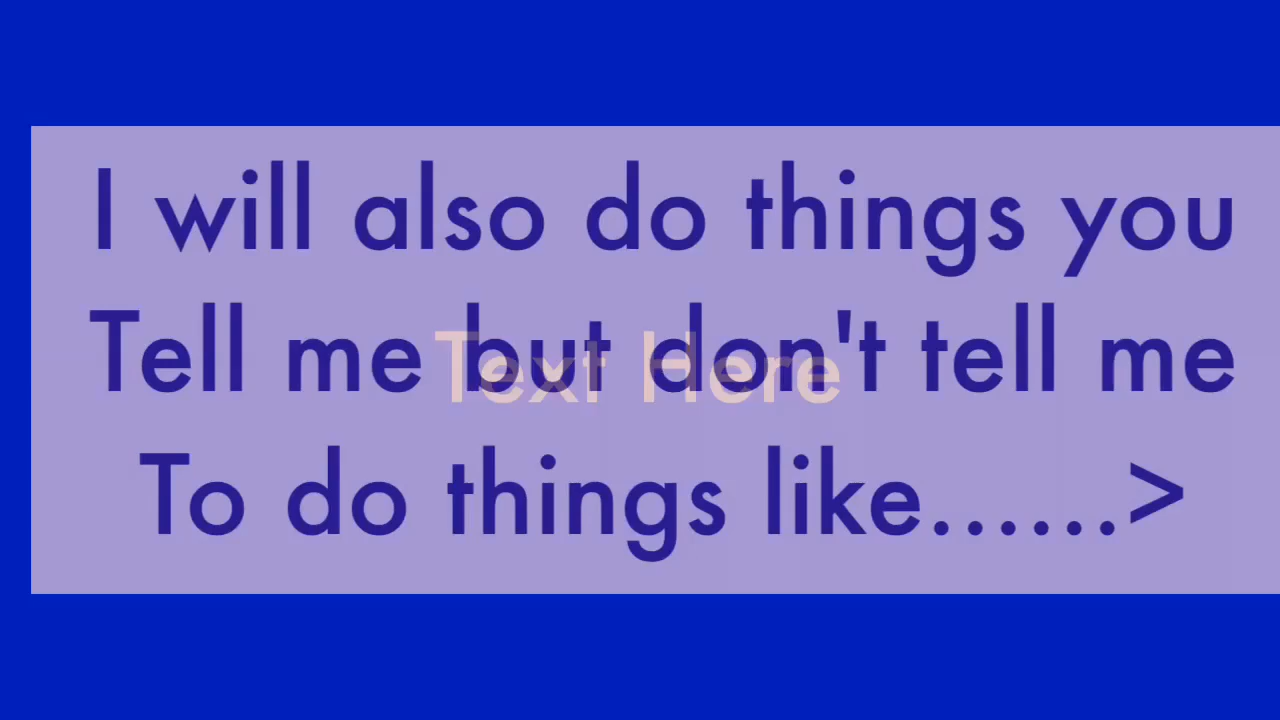 I will also do things you
Tell me but don't tell me
Text Here
To do things like......>